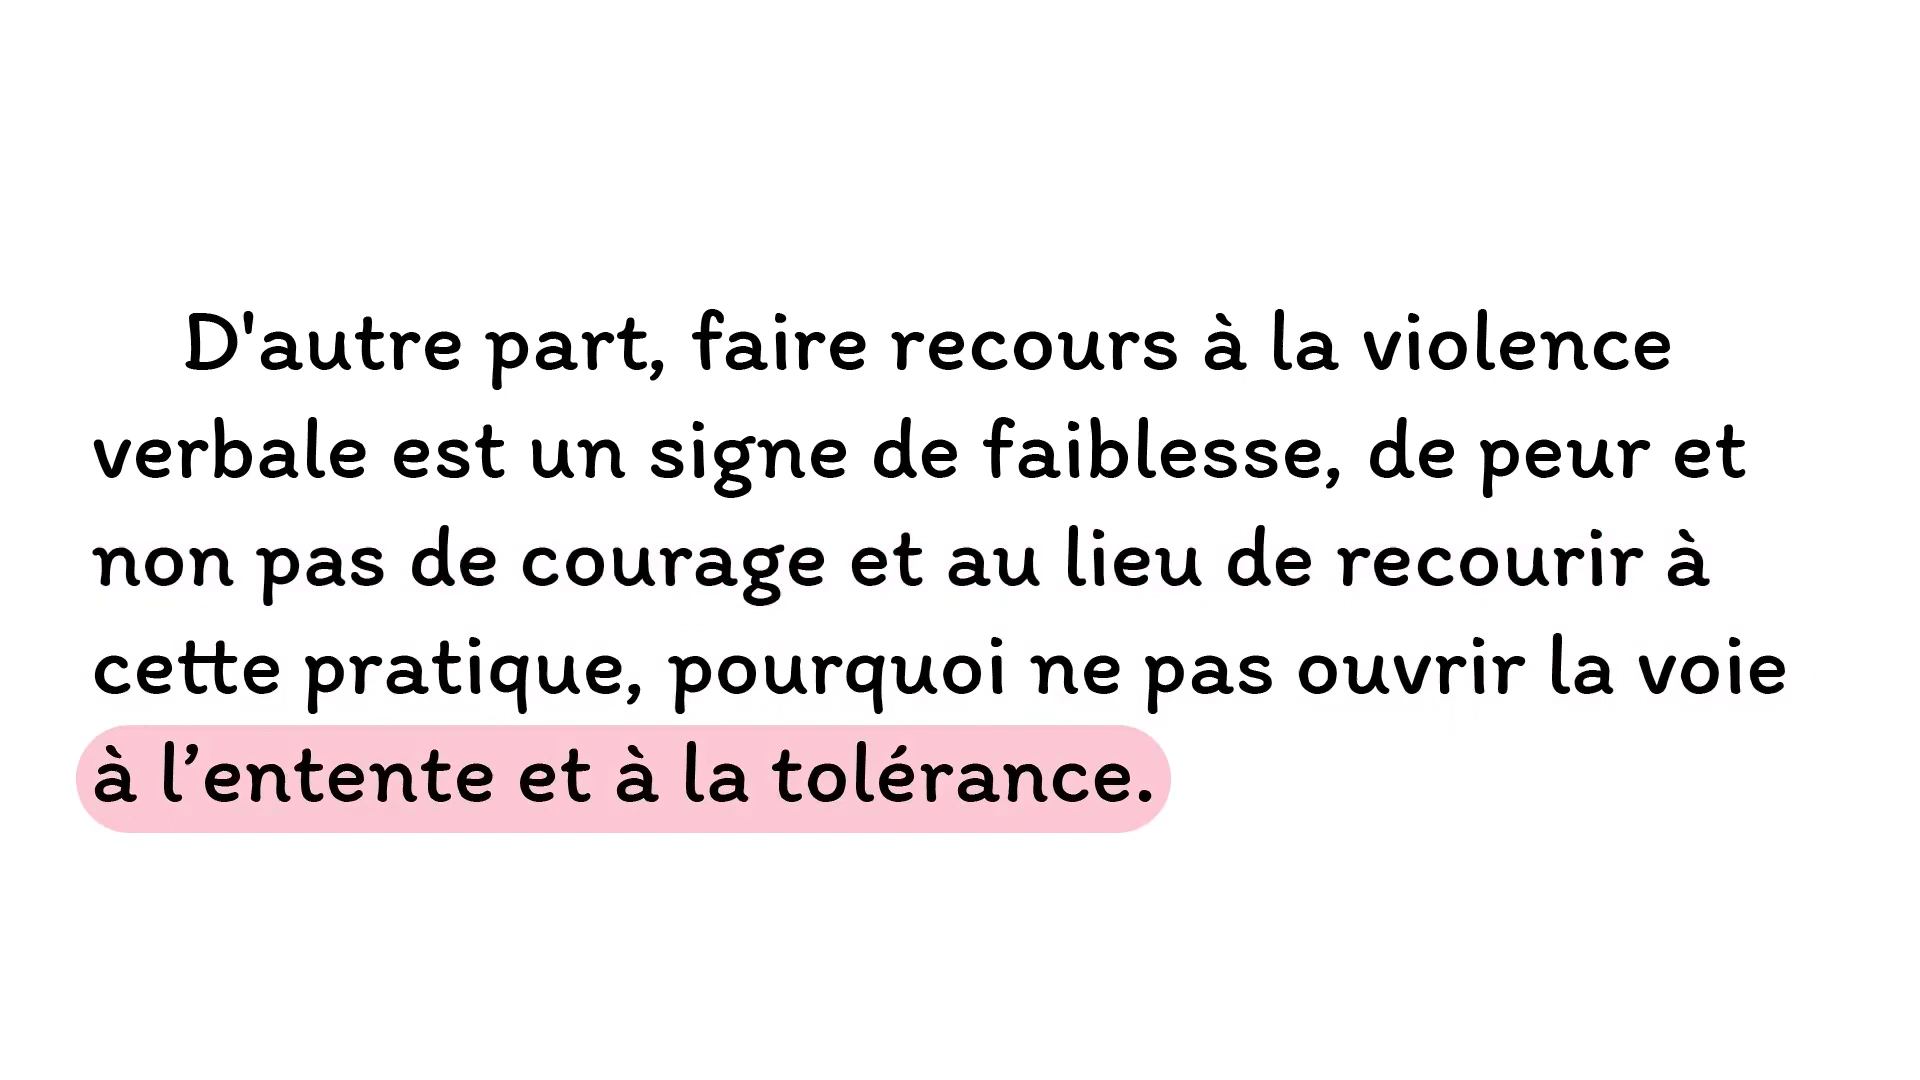 D'autre part, faire recours à la violence
verbale est un signe de faiblesse, de peur et
non pas de courage et au lieu de recourir à
cette pratique, pourquoi ne pas ouvrir la voie
à l’entente et à la tolérance.